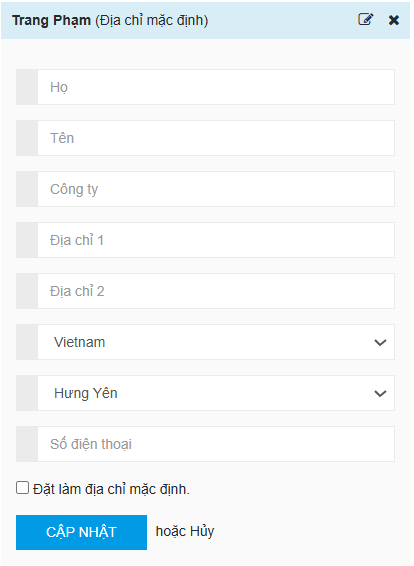 Trang Phạm (Địa chỉ mặc định)
Họ
Tên
Công ty
Địa chỉ 1
Địa chỉ 2
Vietnam
Hưng Yên
Số điện thoại
Đặt làm địa chỉ mặc định.
CẬP NHẬT hoặc Hủy